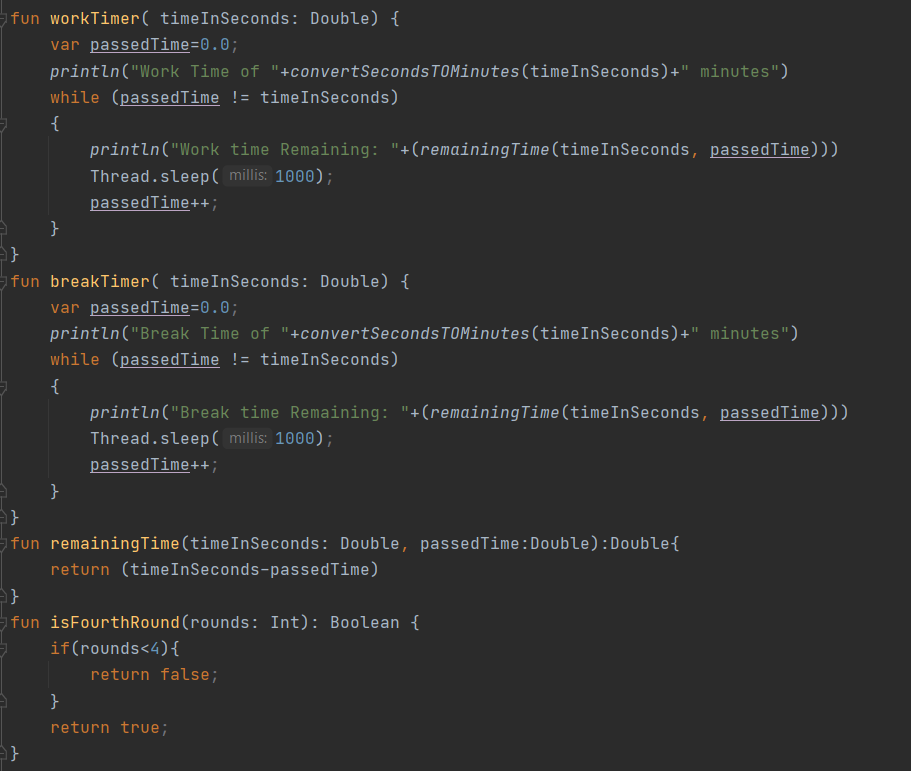 fun workTimer( timeInSeconds: Double) {
    var passedTime=0.0;
    println("Work Time of "+convertSecondsTOMinutes(timeInSeconds)+" minutes")
    while (passedTime != timeInSeconds)
    {
        println("Work time Remaining: "+(remainingTime(timeInSeconds, passedTime)))
        Thread.sleep( millis: 1000);
        passedTime++;
    }
}
fun breakTimer( timeInSeconds: Double) {
    var passedTime=0.0;
    println("Break Time of "+convertSecondsTOMinutes(timeInSeconds)+" minutes")
    while (passedTime != timeInSeconds)
    {
        println("Break time Remaining: "+(remainingTime(timeInSeconds, passedTime)))
        Thread.sleep( millis: 1000);
        passedTime++;
    }
}
fun remainingTime(timeInSeconds: Double, passedTime:Double):Double{
    return (timeInSeconds-passedTime)
}
fun isFourthRound(rounds: Int): Boolean {
    if(rounds<4){
        return false;
    }
    return true;
}